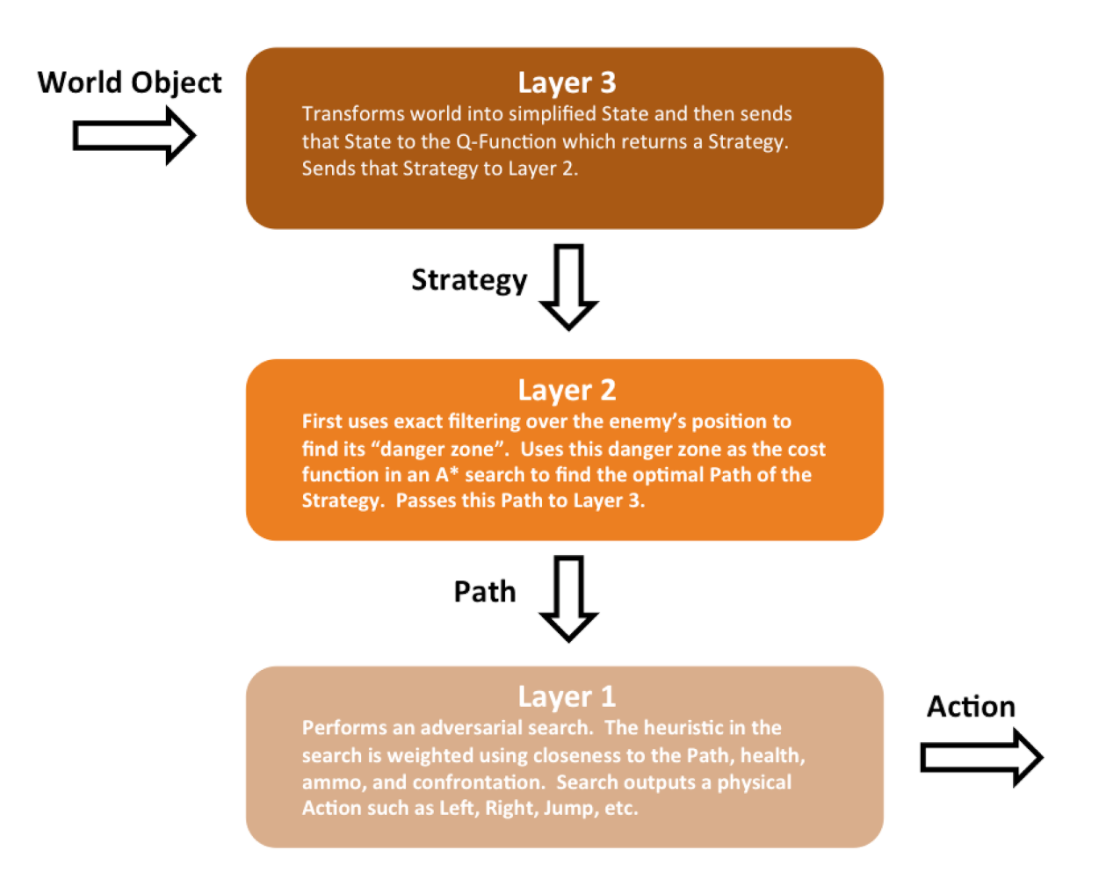 World Object
Layer 3
Transforms world into simplified State and then sends
that State to the Q-Function which returns a Strategy.
Sends that Strategy to Layer 2.
Strategy
Layer 2
First uses exact filtering over the enemy's position to
find its “danger zone”.  Uses this danger zone as the cost
function in an A* search to find the optimal Path of the
Strategy.  Passes this Path to Layer 3.
Path
Layer 1
Performs an adversarial search.  The heuristic in the
search is weighted using closeness to the Path, health,
ammo, and confrontation.  Search outputs a physical
Action such as Left, Right, Jump, etc.
Action